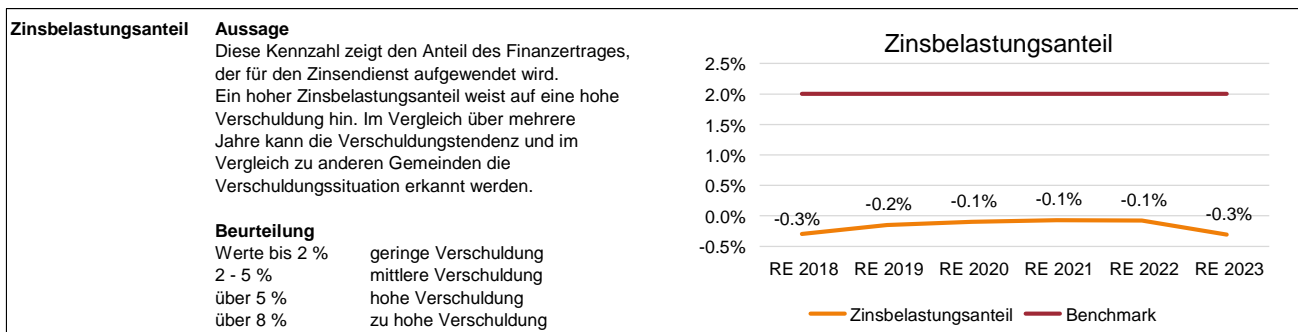 Zinsbelastungsanteil
Aussage
Diese Kennzahl zeigt den Anteil des Finanzertrages,
der für den Zinsendienst aufgewendet wird.
Ein hoher Zinsbelastungsanteil weist auf eine hohe
Verschuldung hin. Im Vergleich über mehrere
Jahre kann die Verschuldungstendenz und im
Vergleich zu anderen Gemeinden die
Verschuldungssituation erkannt werden.
Beurteilung
Werte bis 2 % geringe Verschuldung
2 - 5 % mittlere Verschuldung
über 5 % hohe Verschuldung
über 8 % zu hohe Verschuldung
Zinsbelastungsanteil
2.5%
2.0%
1.5%
1.0%
0.5%
0.0%
-0.5%
-0.3% -0.2% -0.1% -0.1% -0.1% -0.3%
RE 2018 RE 2019 RE 2020 RE 2021 RE 2022 RE 2023
Zinsbelastungsanteil Benchmark